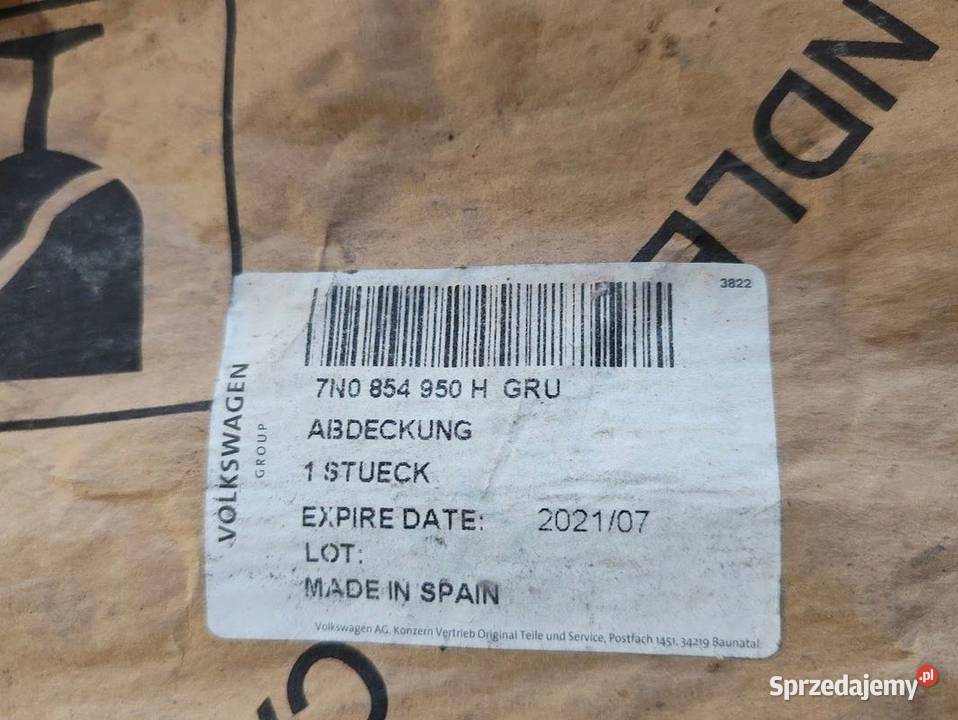 NDLE
3822
7N0 854 950 H GRU
ABDECKUNG
1 STUECK
EXPIRE DATE: 2021/07
LOT:
MADE IN SPAIN
VOLKSWAGEN
GROUP
Volkswagen AG, Konzern Vertrieb Original Teile und Service, Postfach 1451, 34219 Baunatal
Sprzedajemy.pl